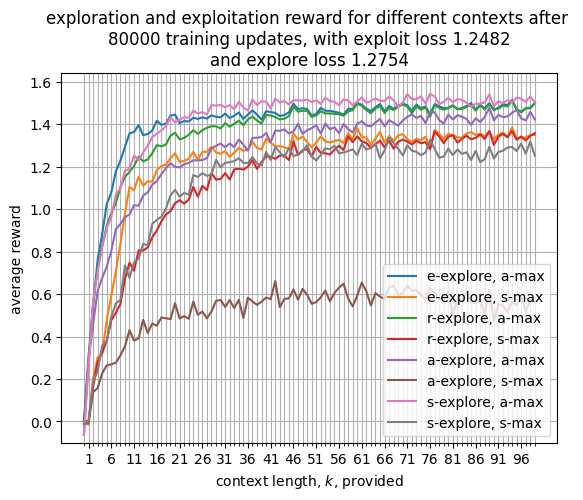 exploration and exploitation reward for different contexts after
80000 training updates, with exploit loss 1.2482
and explore loss 1.2754
1.6
1.4
1.2
1.0
0.8
0.6
0.4
0.2
0.0
average reward
e-explore, a-max
e-explore, s-max
r-explore, a-max
r-explore, s-max
a-explore, a-max
a-explore, s-max
s-explore, a-max
s-explore, s-max
1 6 11 16 21 26 31 36 41 46 51 56 61 66 71 76 81 86 91 96
context length, k, provided